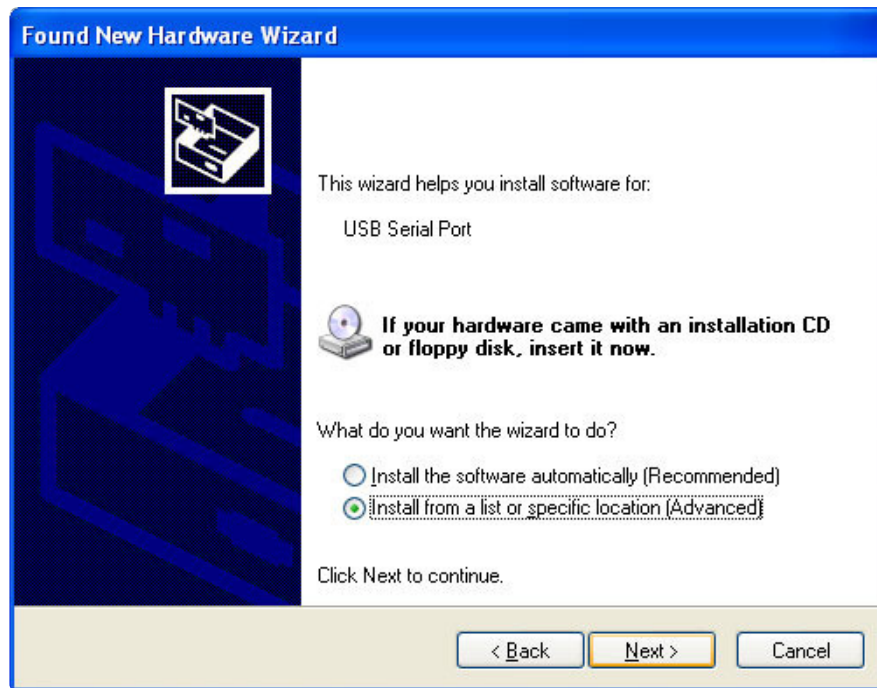 Found New Hardware Wizard
This wizard helps you install software for:
USB Serial Port
If your hardware came with an installation CD
or floppy disk, insert it now.
What do you want the wizard to do?
Install the software automatically (Recommended)
Install from a list or specific location (Advanced)
Click Next to continue.
< Back Next > Cancel